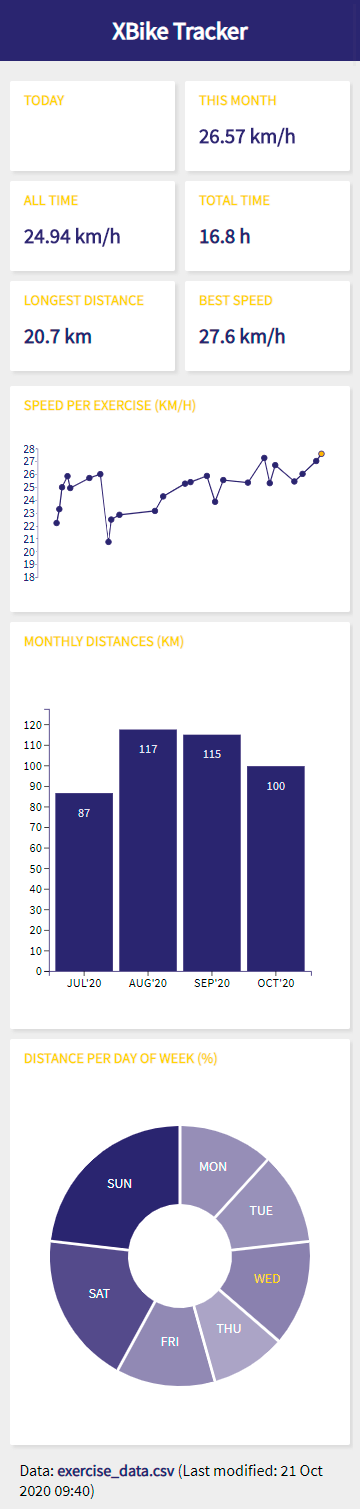 XBike Tracker
TODAY
THIS MONTH
26.57 km/h
ALL TIME
24.94 km/h
TOTAL TIME
16.8 h
LONGEST DISTANCE
20.7 km
BEST SPEED
27.6 km/h
SPEED PER EXERCISE (KM/H)
28
27
26
25
24
23
22
21
20
19
18
MONTHLY DISTANCES (KM)
120
110
100
90
80
70
60
50
40
30
20
10
0
87
117
115
100
JUL'20 AUG'20 SEP'20 OCT'20
DISTANCE PER DAY OF WEEK (%)
MON
TUE
WED
THU
FRI
SAT
SUN
Data: exercise_data.csv (Last modified: 21 Oct
2020 09:40)